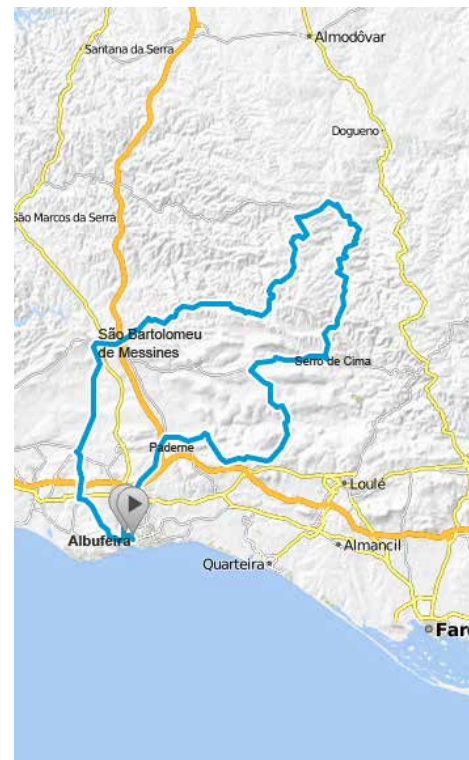 Almodôvar
Santana da Serra
Dogueno
São Marcos da Serra
São Bartolomeu
de Messines
Serro de Cima
Paderne
Loulé
Albufeira
Almancil
Quarteira
Faro